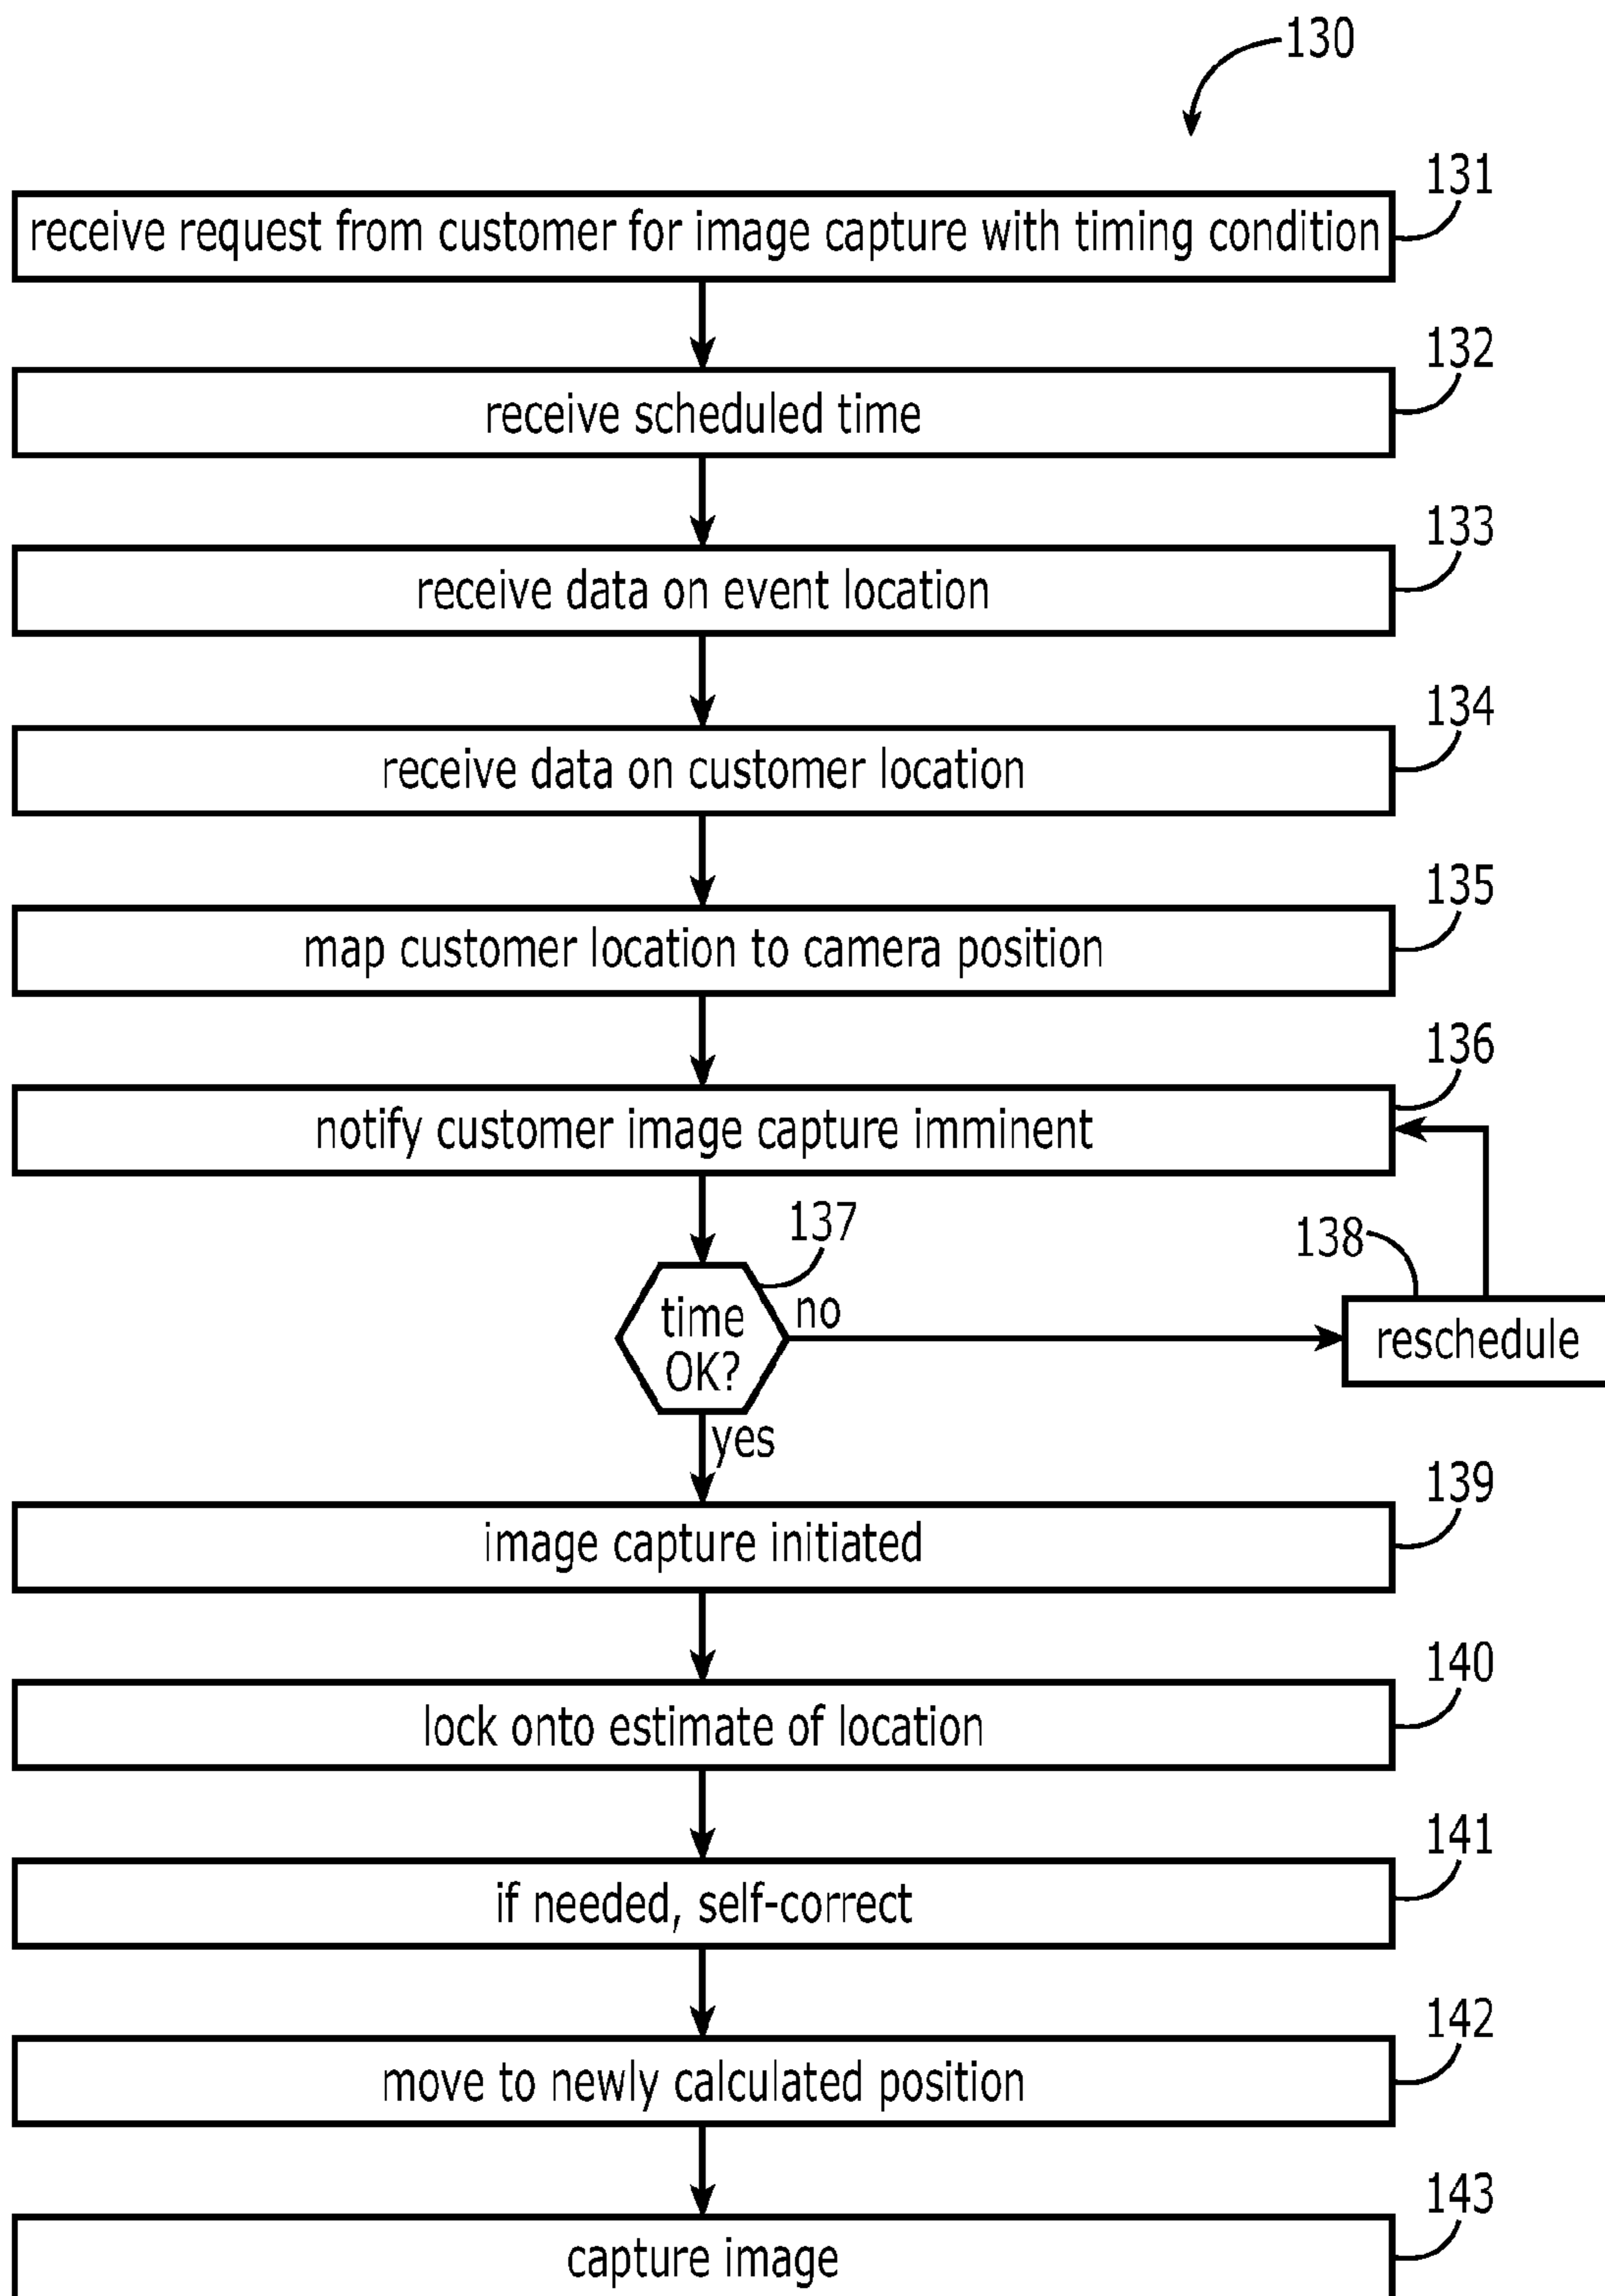 130
131
receive request from customer for image capture with timing condition
132
receive scheduled time
133
receive data on event location
134
receive data on customer location
135
map customer location to camera position
136
notify customer image capture imminent
137
time
OK?
no
138
reschedule
yes
139
image capture initiated
140
lock onto estimate of location
141
if needed, self-correct
142
move to newly calculated position
143
capture image